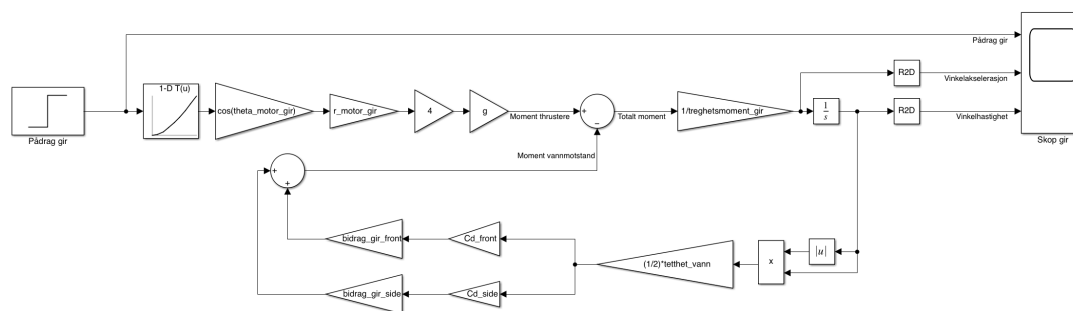 Pådrag gir
1-D T(u)
cos(theta_motor_gir)
r_motor_gir
4
g
Moment thrustere
+
−
Totalt moment
1/treghetsmoment_gir
1
s
R2D
R2D
Pådrag gir
Vinkelakselerasjon
Vinkelhastighet
Skop gir
Moment vannmotstand
+
+
bidrag_gir_front
Cd_front
(1/2)*tetthet_vann
x
|u|
bidrag_gir_side
Cd_side